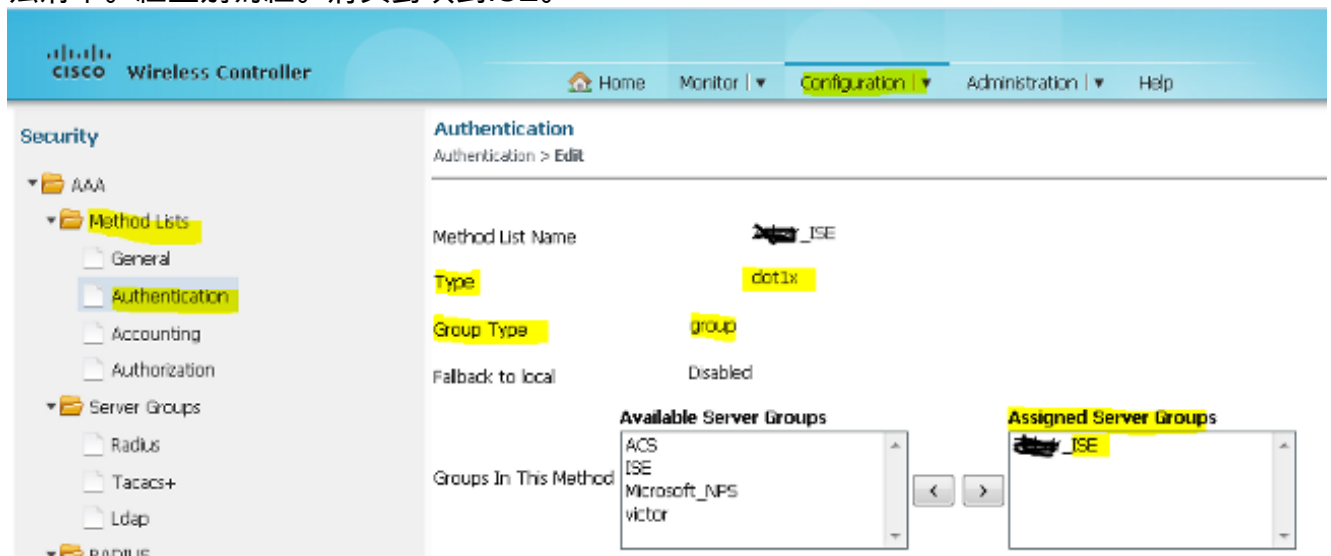 CISCO Wireless Controller
Home Monitor Configuration Administration Help
Security
AAA
Method Lists
General
Authentication
Accounting
Authorization
Server Groups
Radius
Tacacs+
Ldap
RADIUS
Authentication
Authentication > Edit
Method List Name _ISE
Type dot1x
Group Type group
Fallback to local Disabled
Groups In This Method
Available Server Groups
ACS
ISE
Microsoft_NPS
victor
< >
Assigned Server Groups
_ISE